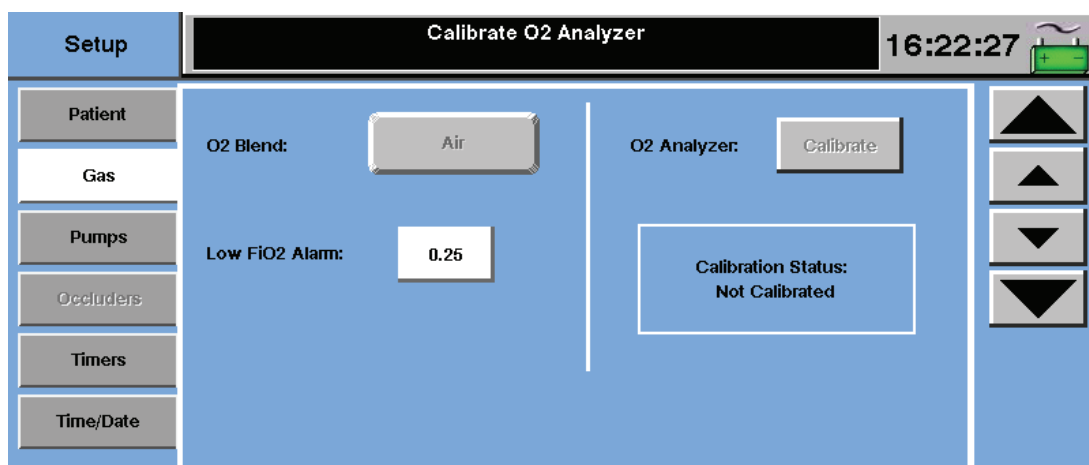 Setup
Calibrate O2 Analyzer
16:22:27
+ -
Patient
Gas
Pumps
Occluders
Timers
Time/Date
O2 Blend:
Air
Low FiO2 Alarm:
0.25
O2 Analyzer:
Calibrate
Calibration Status:
Not Calibrated